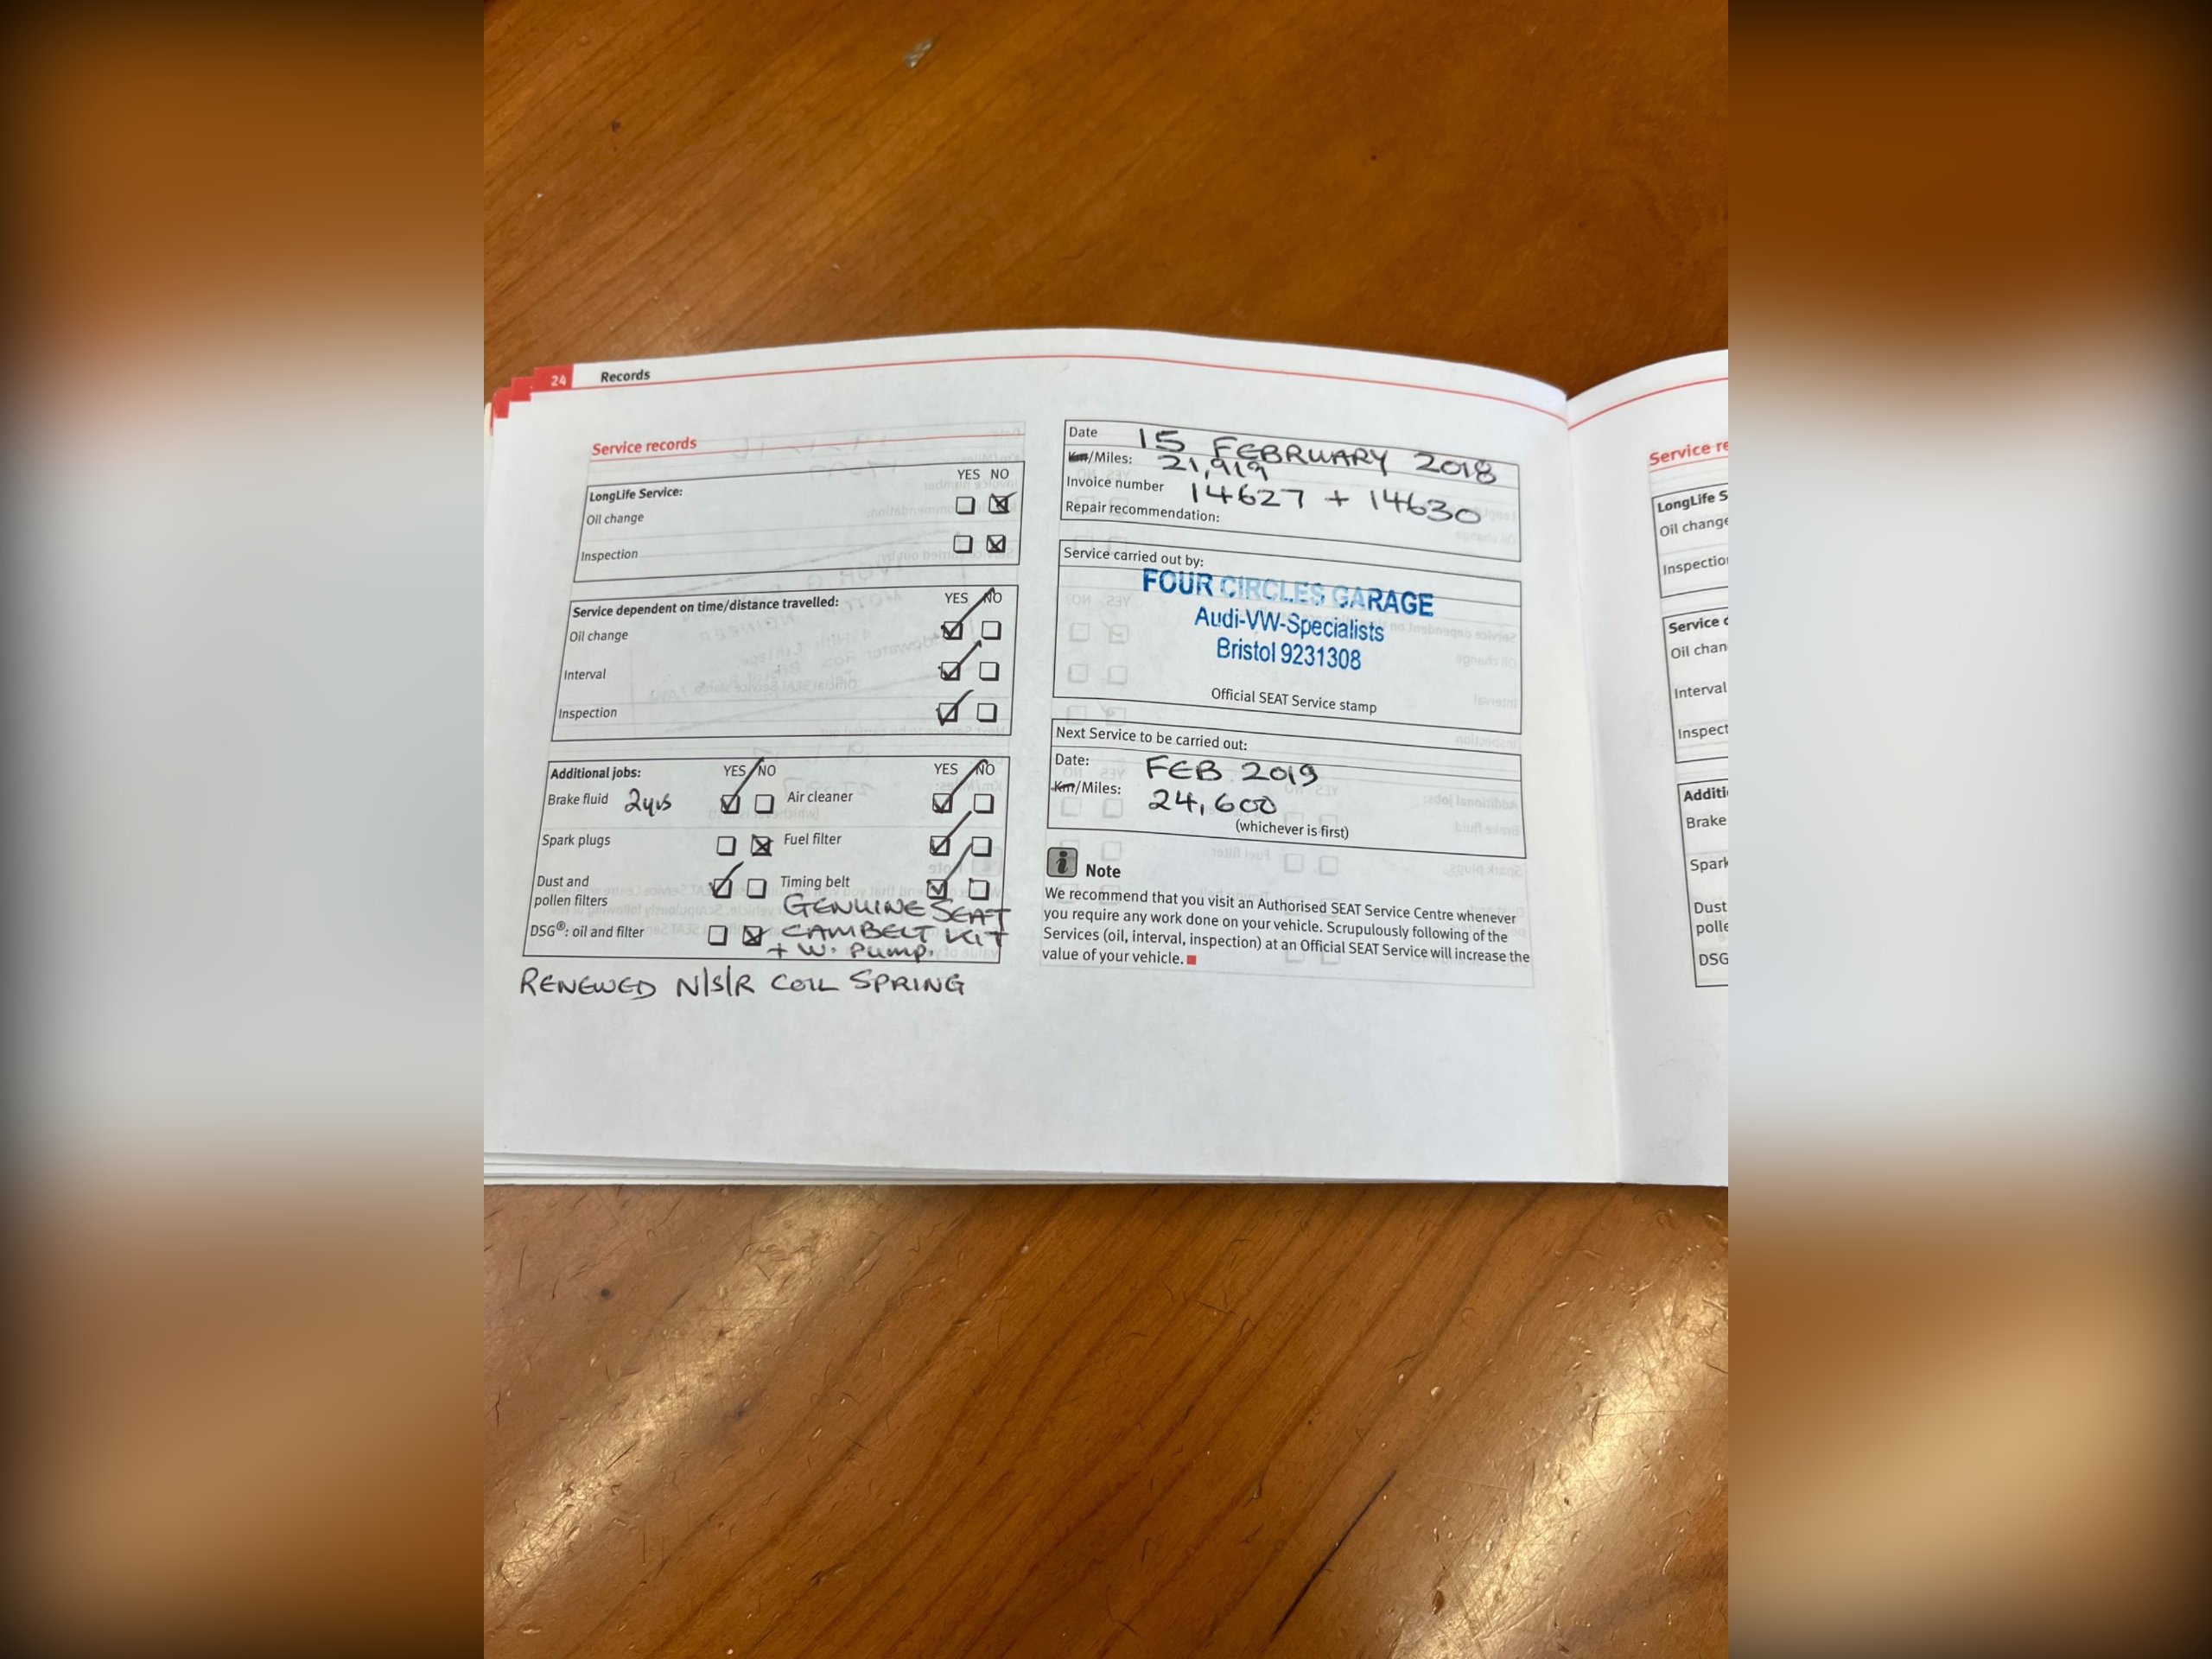 24 Records
Service records
YES NO
LongLife Service:
Oil change
Inspection
Service dependent on time/distance travelled: YES NO
Oil change
Interval
Inspection
Additional jobs: YES NO YES NO
Brake fluid 2yrs Air cleaner
Spark plugs Fuel filter
Dust and
pollen filters
Timing belt
GENUINE SEAT
DSG®: oil and filter
CAMBELT KIT
+ W. PUMP.
RENEWED N/S/R COIL SPRING
Date 15 FEBRUARY 2018
Km/Miles: 21,919
Invoice number 14627 + 14630
Repair recommendation:
Service carried out by:
FOUR CIRCLES GARAGE
Audi-VW-Specialists
Bristol 9231308
Official SEAT Service stamp
Next Service to be carried out:
Date: FEB 2019
Km/Miles: 24,600
(whichever is first)
Note
We recommend that you visit an Authorised SEAT Service Centre whenever
you require any work done on your vehicle. Scrupulously following of the
Services (oil, interval, inspection) at an Official SEAT Service will increase the
value of your vehicle.
Service re
LongLife S
Oil change
Inspectio
Service d
Oil chan
Interval
Inspect
Additi
Brake
Spark
Dust
polle
DSG